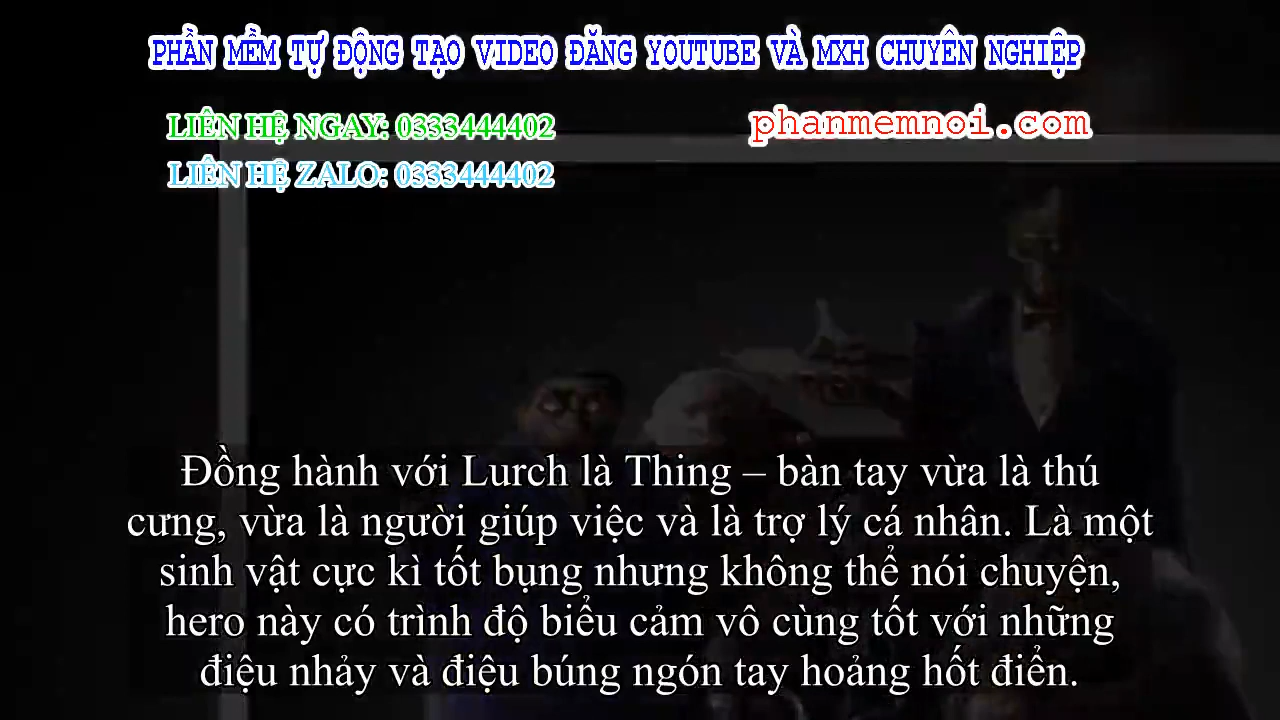 PHẦN MỀM TỰ ĐỘNG TẠO VIDEO ĐĂNG YOUTUBE VÀ MXH CHUYÊN NGHIỆP
LIÊN HỆ NGAY: 0333444402
phanmemnoi.com
LIÊN HỆ ZALO: 0333444402
Đồng hành với Lurch là Thing – bàn tay vừa là thú
cưng, vừa là người giúp việc và là trợ lý cá nhân. Là một
sinh vật cực kì tốt bụng nhưng không thể nói chuyện,
hero này có trình độ biểu cảm vô cùng tốt với những
điệu nhảy và điệu búng ngón tay hoảng hốt điển.